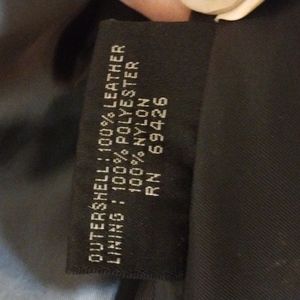 OUTERSHELL: 100% LEATHER
LINING: 100% POLYESTER
100% NYLON
RN 69426